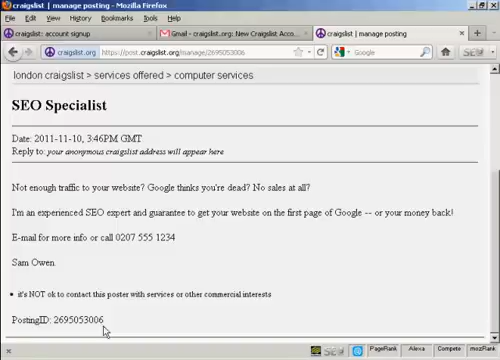 craigslist | manage posting - Mozilla Firefox
File Edit View History Bookmarks Tools Help
craigslist: account signup
Gmail - craigslist.org: New Craigslist Acco...
craigslist | manage posting
craigslist.org
https://post.craigslist.org/manage/2695053006
Google
london craigslist > services offered > computer services
SEO Specialist
Date: 2011-11-10, 3:46PM GMT
Reply to: your anonymous craigslist address will appear here
Not enough traffic to your website? Google thinks you're dead? No sales at all?
I'm an experienced SEO expert and guarantee to get your website on the first page of Google -- or your money back!
E-mail for more info or call 0207 555 1234
Sam Owen
it's NOT ok to contact this poster with services or other commercial interests
PostingID: 2695053006
PageRank Alexa Compete mozRank